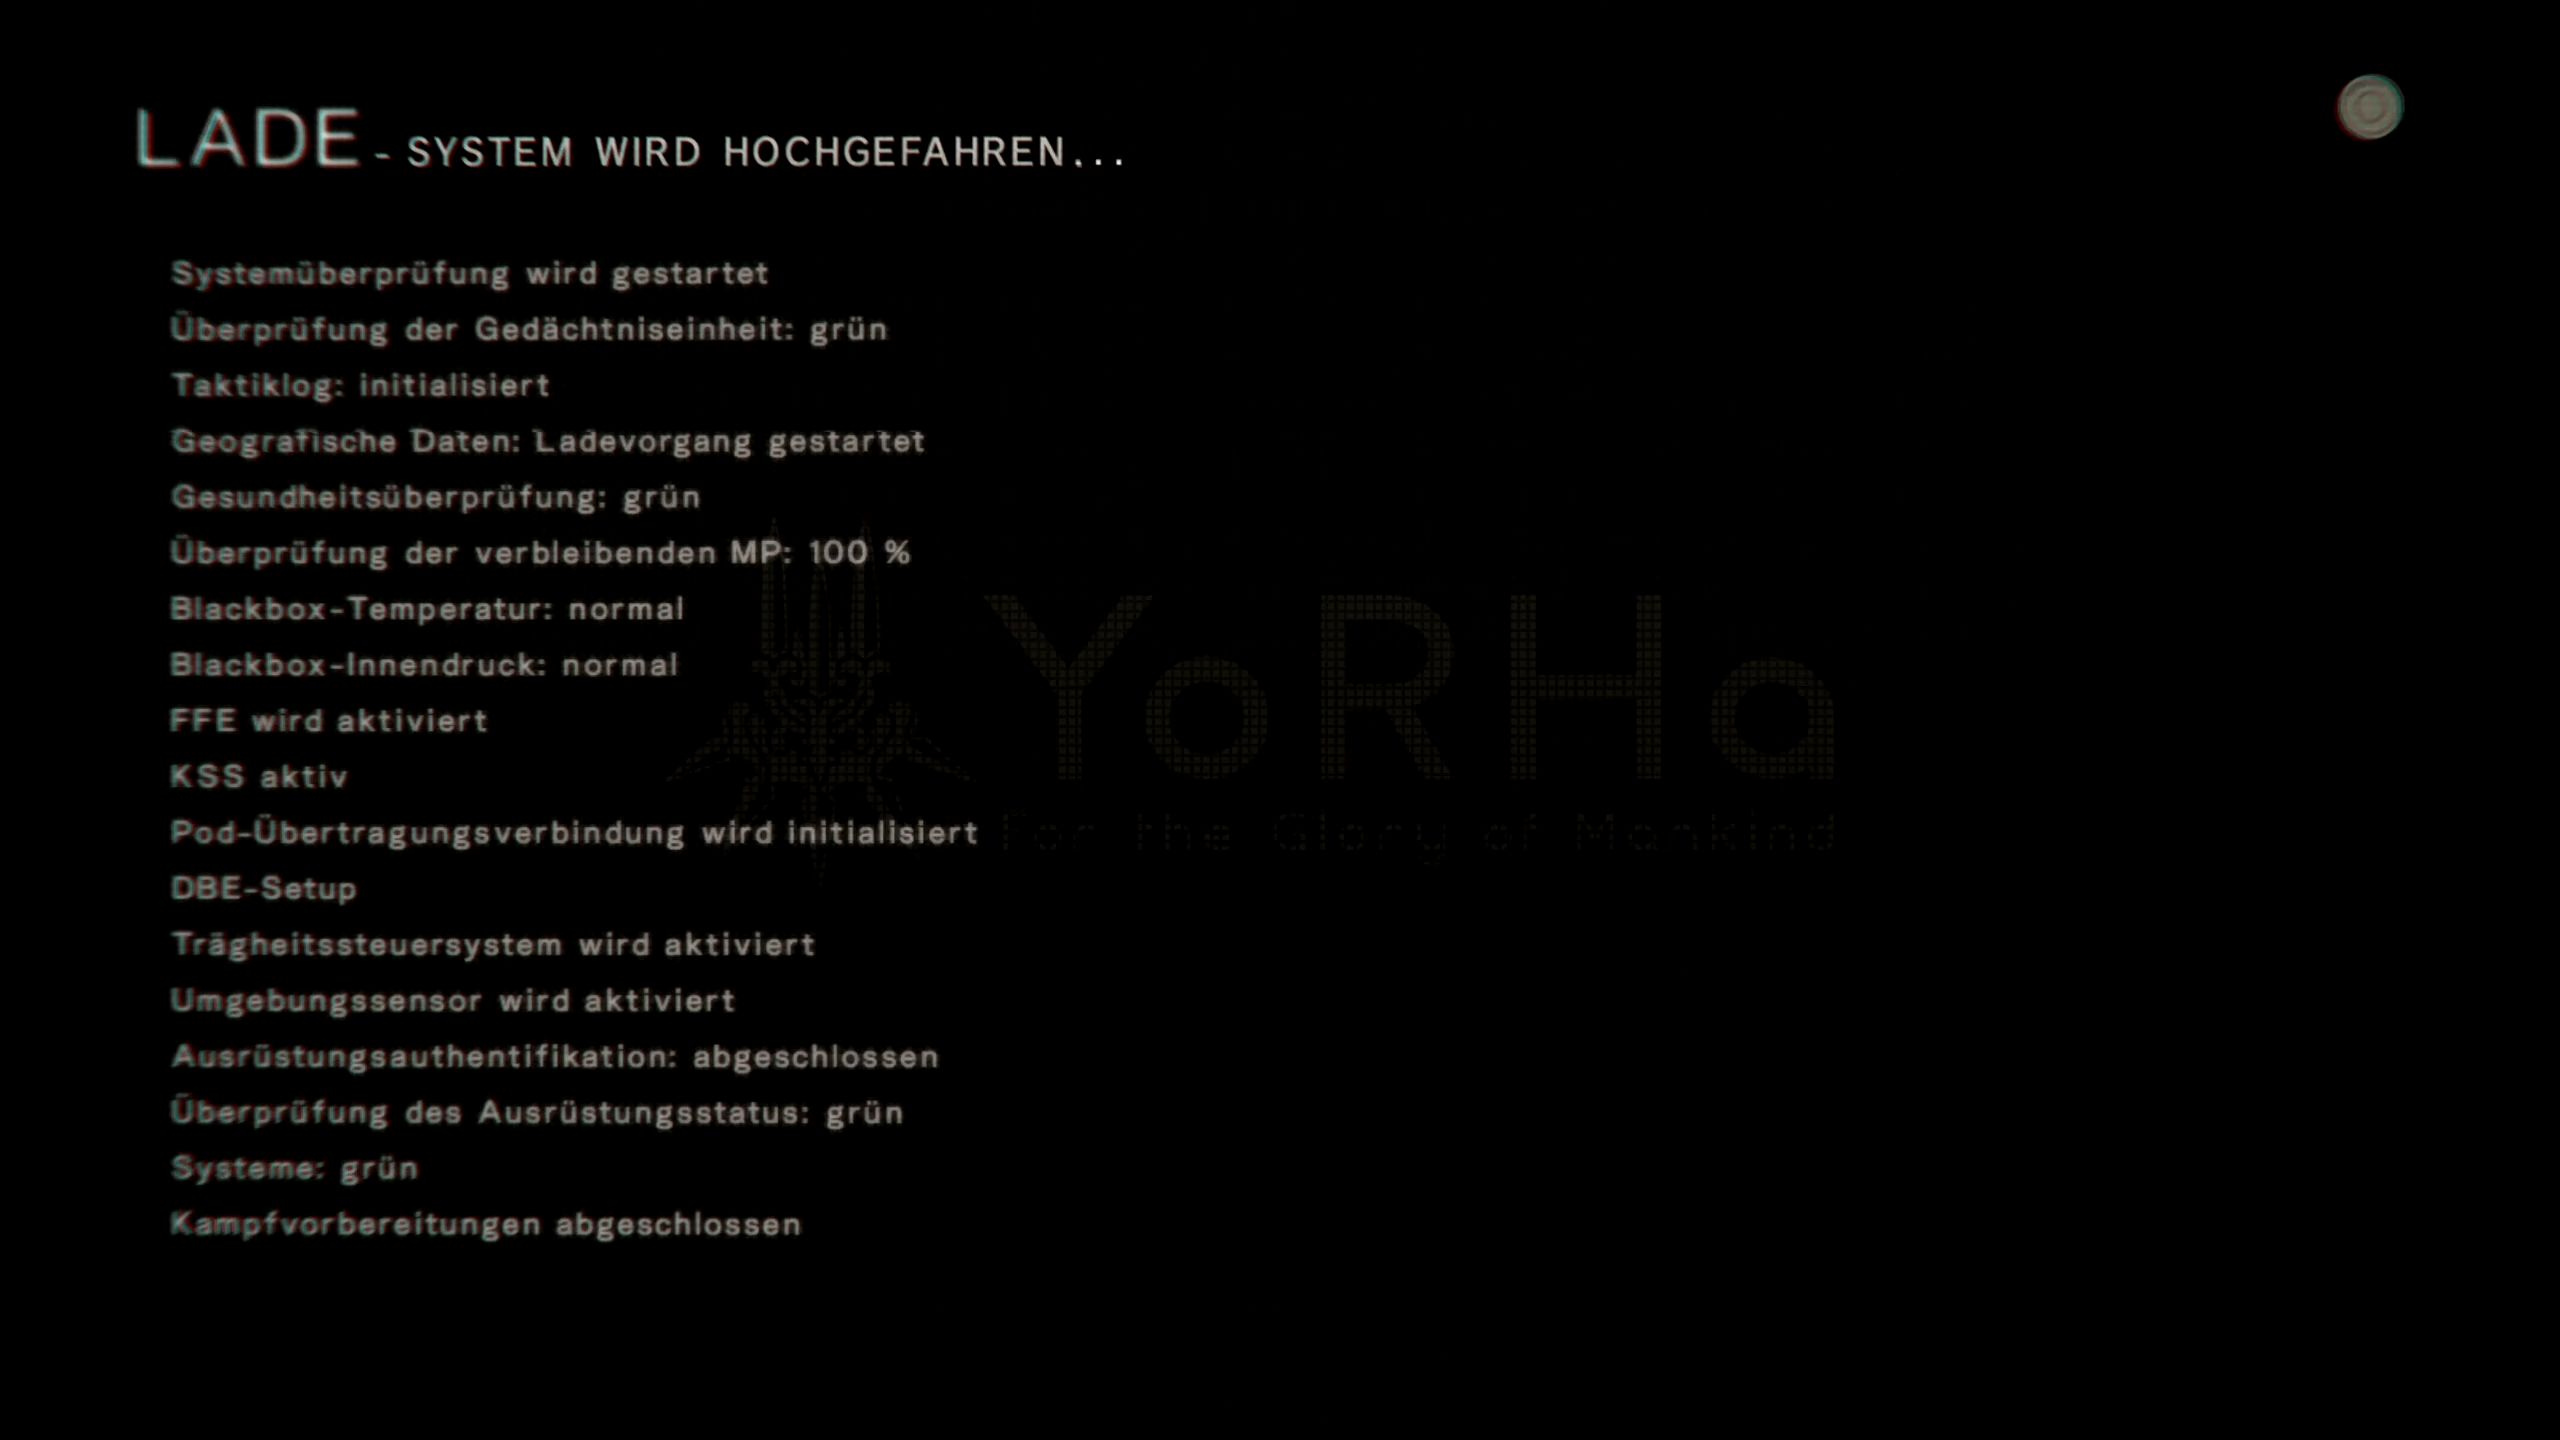 LADE - SYSTEM WIRD HOCHGEFAHREN...
Systemüberprüfung wird gestartet
Überprüfung der Gedächtniseinheit: grün
Taktiklog: initialisiert
Geografische Daten: Ladevorgang gestartet
Gesundheitsüberprüfung: grün
Überprüfung der verbleibenden MP: 100 %
Blackbox-Temperatur: normal
Blackbox-Innendruck: normal
FFE wird aktiviert
KSS aktiv
Pod-Übertragungsverbindung wird initialisiert
DBE-Setup
Trägheitssteuersystem wird aktiviert
Umgebungssensor wird aktiviert
Ausrüstungsauthentifikation: abgeschlossen
Überprüfung des Ausrüstungsstatus: grün
Systeme: grün
Kampfvorbereitungen abgeschlossen
YoRHa
For the Glory of Mankind